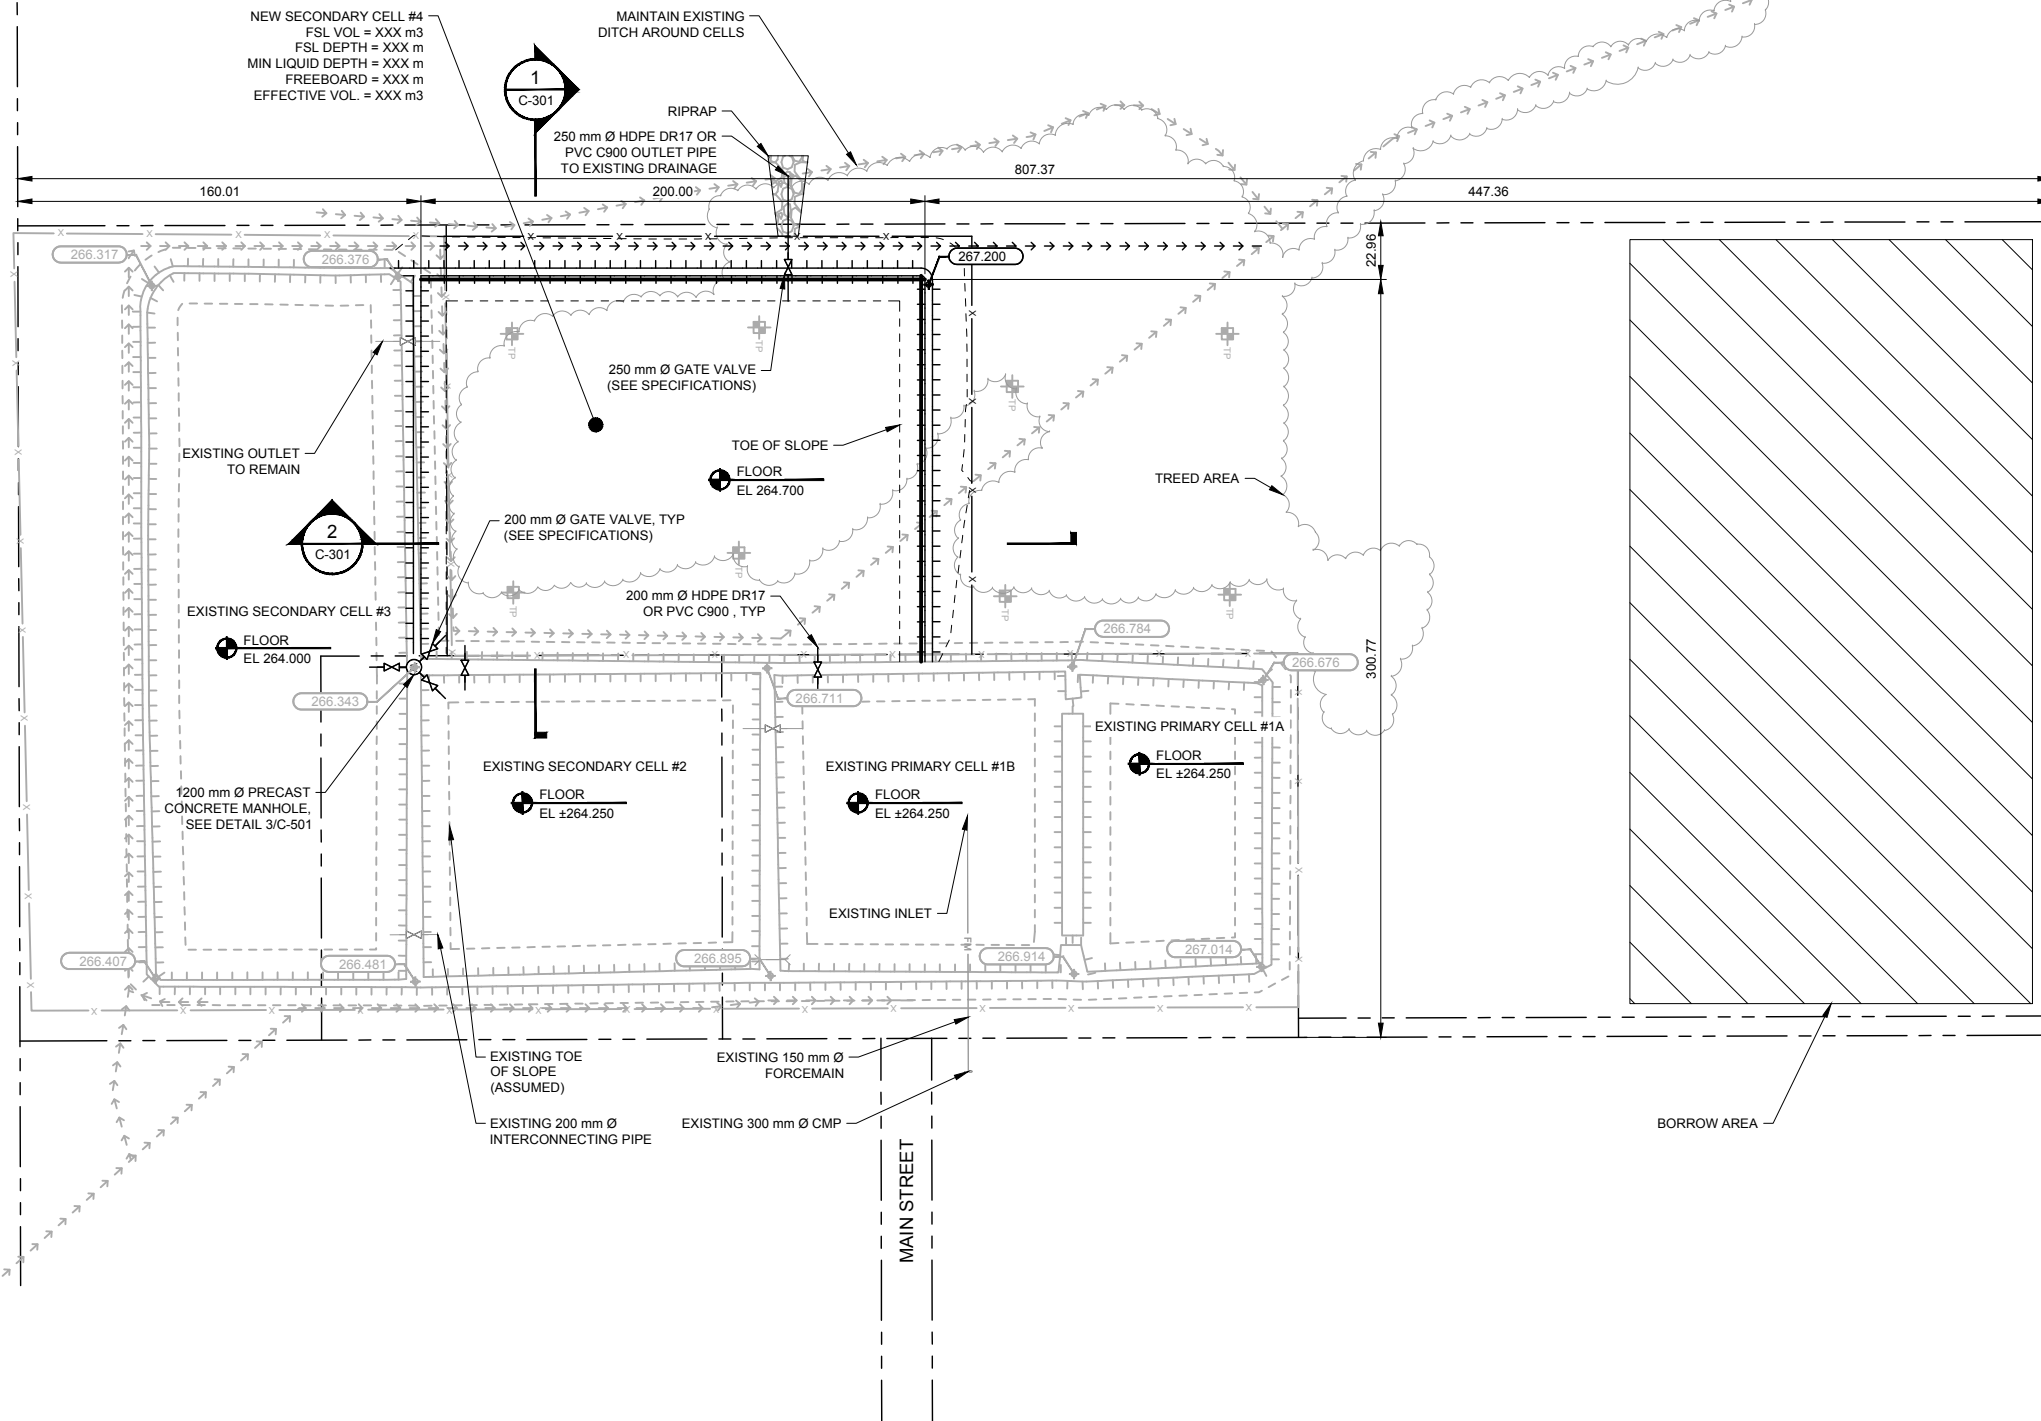 NEW SECONDARY CELL #4
FSL VOL = XXX m3
FSL DEPTH = XXX m
MIN LIQUID DEPTH = XXX m
FREEBOARD = XXX m
EFFECTIVE VOL. = XXX m3
MAINTAIN EXISTING
DITCH AROUND CELLS
1
C-301
RIPRAP
250 mm Ø HDPE DR17 OR
PVC C900 OUTLET PIPE
TO EXISTING DRAINAGE
807.37
160.01
200.00
447.36
22.96
266.317
266.376
267.200
TP
TP
TP
TP
250 mm Ø GATE VALVE
(SEE SPECIFICATIONS)
EXISTING OUTLET
TO REMAIN
TOE OF SLOPE
FLOOR
EL 264.700
TREED AREA
2
C-301
200 mm Ø GATE VALVE, TYP
(SEE SPECIFICATIONS)
TP
TP
TP
TP
200 mm Ø HDPE DR17
OR PVC C900 , TYP
EXISTING SECONDARY CELL #3
FLOOR
EL 264.000
266.784
266.676
300.77
266.343
266.711
EXISTING PRIMARY CELL #1A
FLOOR
EL ±264.250
EXISTING SECONDARY CELL #2
FLOOR
EL ±264.250
EXISTING PRIMARY CELL #1B
FLOOR
EL ±264.250
1200 mm Ø PRECAST
CONCRETE MANHOLE,
SEE DETAIL 3/C-501
EXISTING INLET
FM
266.407
266.481
266.895
266.914
267.014
EXISTING TOE
OF SLOPE
(ASSUMED)
EXISTING 150 mm Ø
FORCEMAIN
EXISTING 200 mm Ø
INTERCONNECTING PIPE
EXISTING 300 mm Ø CMP
BORROW AREA
MAIN STREET